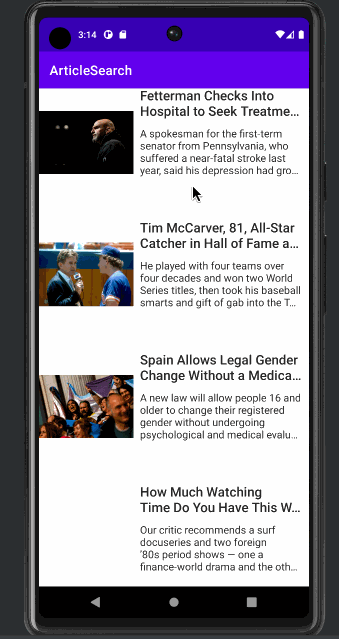 3:14
ArticleSearch
Fetterman Checks Into
Hospital to Seek Treatme...
A spokesman for the first-term
senator from Pennsylvania, who
suffered a near-fatal stroke last
year, said his depression had gro...
Tim McCarver, 81, All-Star
Catcher in Hall of Fame a...
He played with four teams over
four decades and won two World
Series titles, then took his baseball
smarts and gift of gab into the T...
Spain Allows Legal Gender
Change Without a Medica...
A new law will allow people 16 and
older to change their registered
gender without undergoing
psychological and medical evalu...
How Much Watching
Time Do You Have This W...
Our critic recommends a surf
docuseries and two foreign
'80s period shows — one a
finance-world drama and the oth...